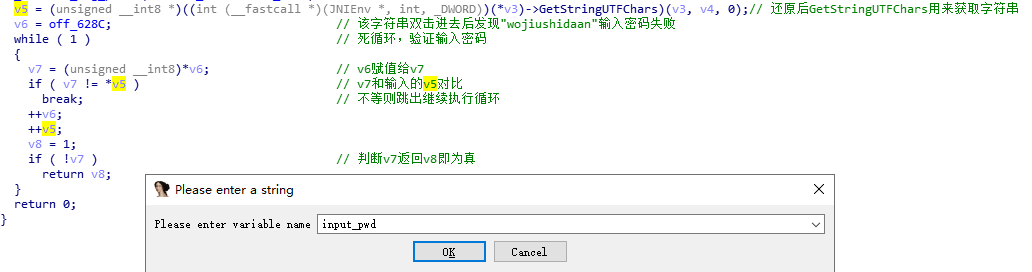 v5 = (unsigned __int8 *)((int (__fastcall *)(JNIEnv *, int, _DWORD))(*v3)->GetStringUTFChars)(v3, v4, 0);// 还原后GetStringUTFChars用来获取字符串
v6 = off_628C; // 该字符串双击进去后发现"wojiushidaan"输入密码失败
while ( 1 ) // 死循环，验证输入密码
{
v7 = (unsigned __int8)*v6; // v6赋值给v7
if ( v7 != *v5 ) // v7和输入的v5对比
break; // 不等则跳出继续执行循环
++v6;
++v5;
v8 = 1;
if ( !v7 ) // 判断v7返回v8即为真
return v8;
}
return 0;
}
Please enter a string
Please enter variable name input_pwd
OK Cancel